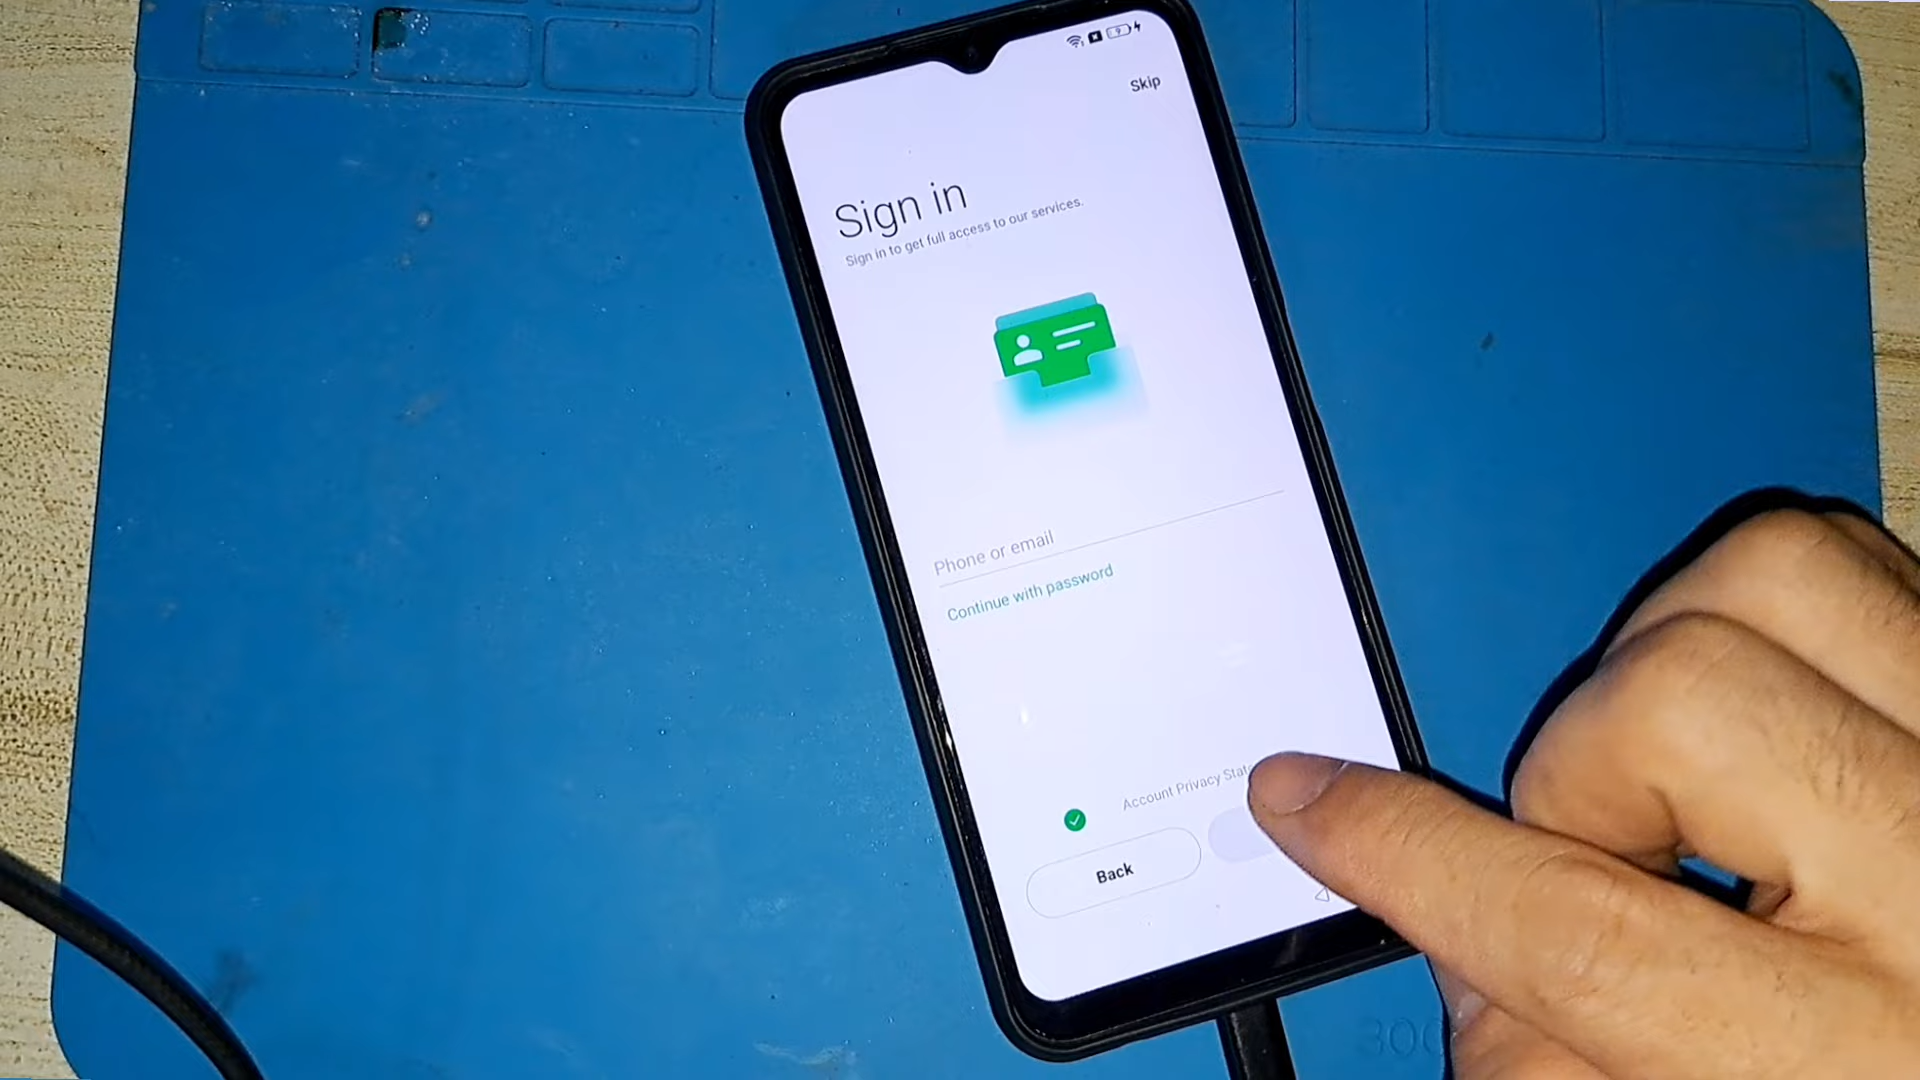 Skip
Sign in
Sign in to get full access to our services.
Phone or email
Continue with password
Account Privacy
Back